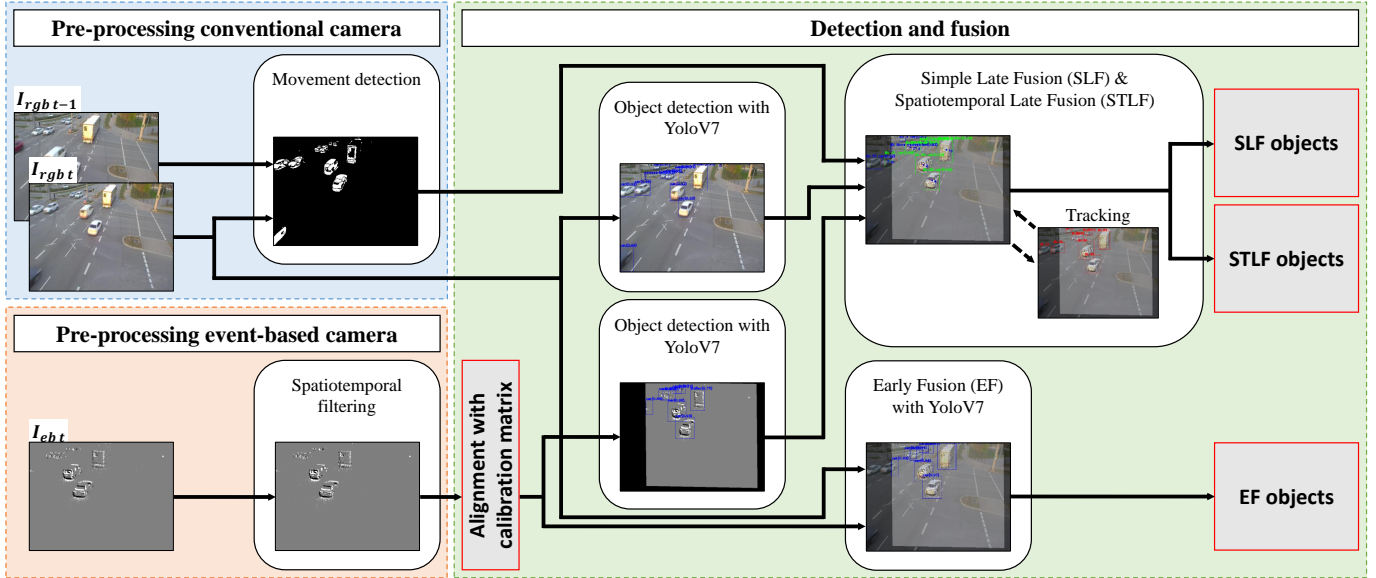 Pre-processing conventional camera
I_rgb t−1
I_rgb t
Movement detection
Pre-processing event-based camera
I_eb t
Spatiotemporal
filtering
Alignment with
calibration matrix
Detection and fusion
Object detection with
YoloV7
Object detection with
YoloV7
Simple Late Fusion (SLF) &
Spatiotemporal Late Fusion (STLF)
Tracking
Early Fusion (EF)
with YoloV7
SLF objects
STLF objects
EF objects